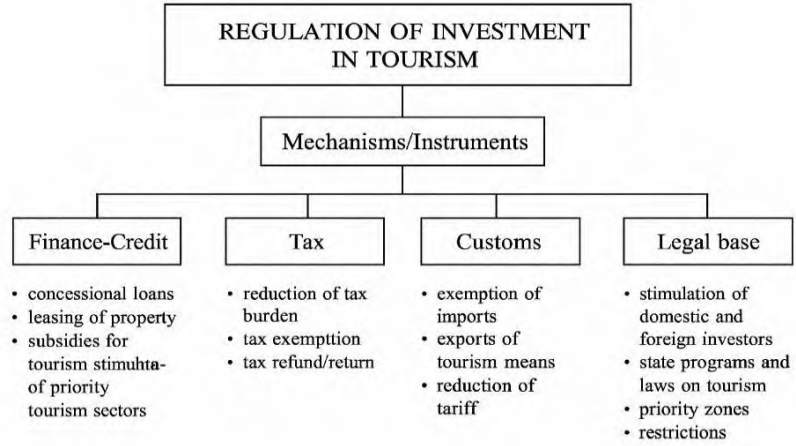 REGULATION OF INVESTMENT
IN TOURISM
Mechanisms/Instruments
Finance-Credit
• concessional loans
• leasing of property
• subsidies for
tourism stimuhta-
of priority
tourism sectors
Tax
• reduction of tax
burden
• tax exempttion
• tax refund/return
Customs
• exemption of
imports
• exports of
tourism means
• reduction of
tariff
Legal base
• stimulation of
domestic and
foreign investors
• state programs and
laws on tourism
• priority zones
• restrictions